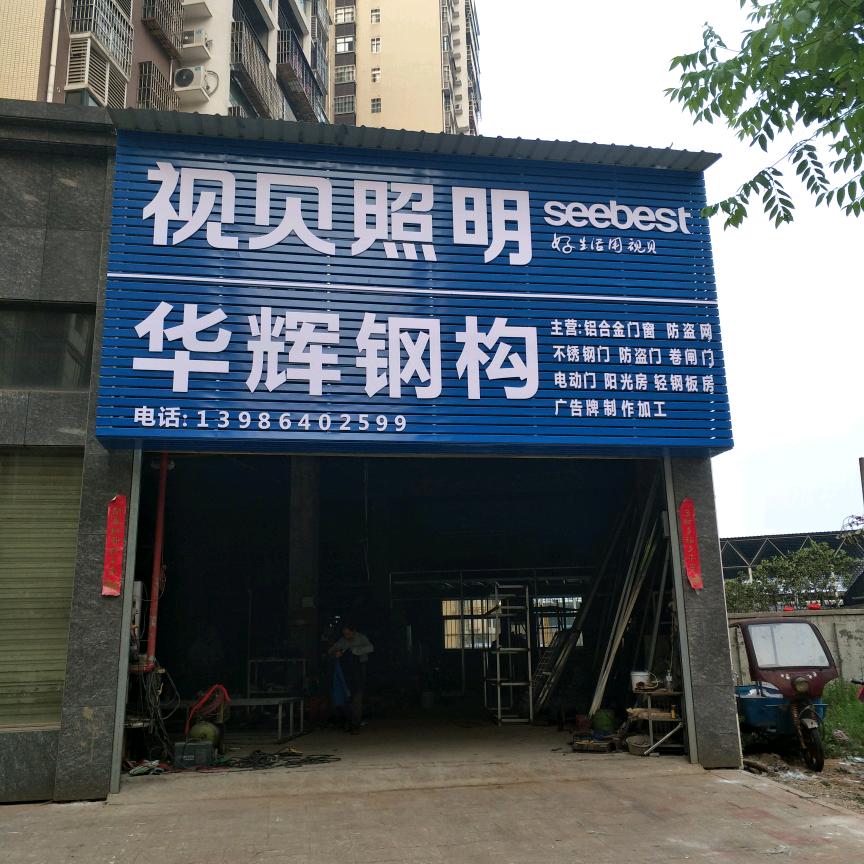 视贝照明
seebest
好生活用视贝
华辉钢构
主营:铝合金门窗 防盗网
不锈钢门 防盗门 卷闸门
电动门 阳光房 轻钢板房
广告牌制作加工
电话:13986402599